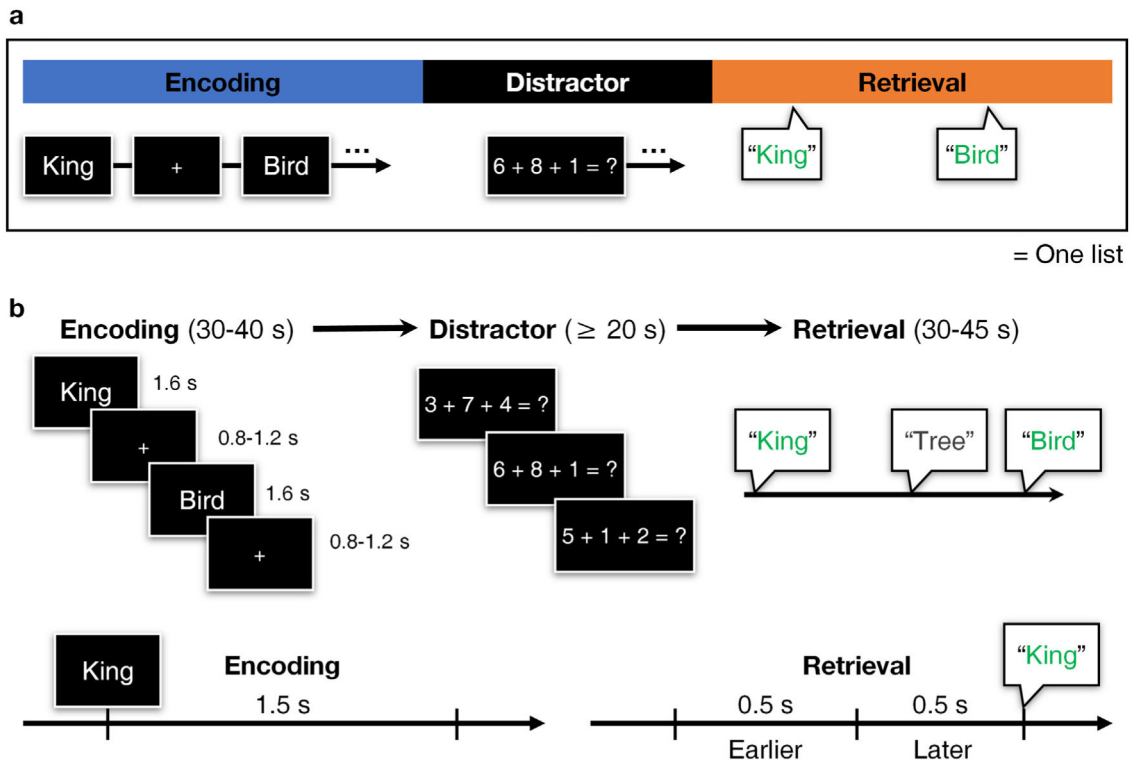 a
Encoding Distractor Retrieval
King + Bird ... 6 + 8 + 1 = ? ... “King” “Bird”
= One list
b
Encoding (30-40 s) Distractor (≥ 20 s) Retrieval (30-45 s)
King 1.6 s
+ 0.8-1.2 s
Bird 1.6 s
+ 0.8-1.2 s
3 + 7 + 4 = ?
6 + 8 + 1 = ?
5 + 1 + 2 = ?
“King” “Tree” “Bird”
King
Encoding
1.5 s
Retrieval
“King”
0.5 s 0.5 s
Earlier Later